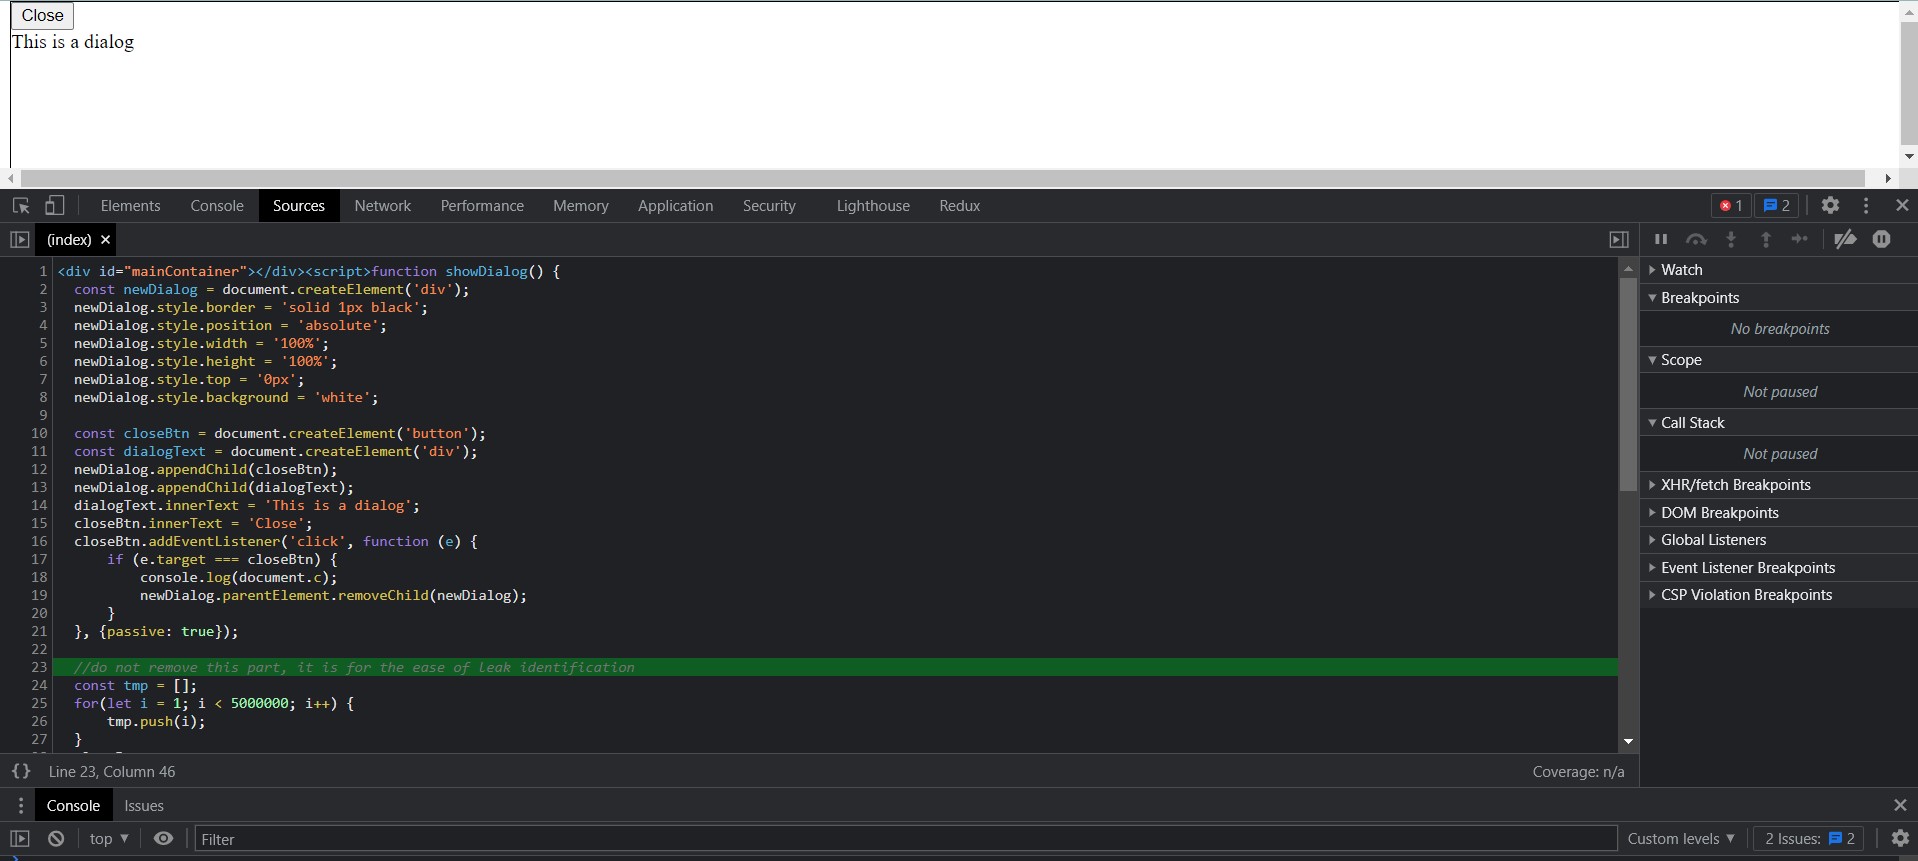 Close
This is a dialog
Elements Console Sources Network Performance Memory Application Security Lighthouse Redux 1 2
(index)
1 <div id="mainContainer"></div><script>function showDialog() {
2 const newDialog = document.createElement('div');
3 newDialog.style.border = 'solid 1px black';
4 newDialog.style.position = 'absolute';
5 newDialog.style.width = '100%';
6 newDialog.style.height = '100%';
7 newDialog.style.top = '0px';
8 newDialog.style.background = 'white';
9
10 const closeBtn = document.createElement('button');
11 const dialogText = document.createElement('div');
12 newDialog.appendChild(closeBtn);
13 newDialog.appendChild(dialogText);
14 dialogText.innerText = 'This is a dialog';
15 closeBtn.innerText = 'Close';
16 closeBtn.addEventListener('click', function (e) {
17 if (e.target === closeBtn) {
18 console.log(document.c);
19 newDialog.parentElement.removeChild(newDialog);
20 }
21 }, {passive: true});
22
23 //do not remove this part, it is for the ease of leak identification
24 const tmp = [];
25 for(let i = 1; i < 5000000; i++) {
26 tmp.push(i);
27 }
Watch
Breakpoints
No breakpoints
Scope
Not paused
Call Stack
Not paused
XHR/fetch Breakpoints
DOM Breakpoints
Global Listeners
Event Listener Breakpoints
CSP Violation Breakpoints
{} Line 23, Column 46 Coverage: n/a
Console Issues
top Filter Custom levels 2 Issues: 2